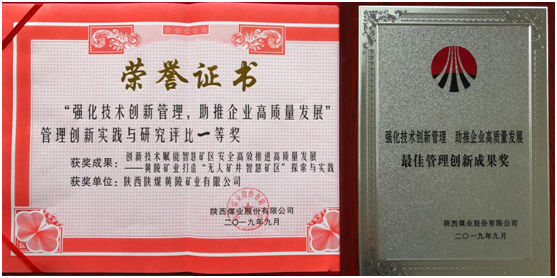 荣誉证书
“强化技术创新管理，助推企业高质量发展”
管理创新实践与研究评比一等奖
获奖成果：创新技术赋能智慧矿区安全高效推进高质量发展
——黄陵矿业打造“无人矿井智慧矿区”探索与实践
获奖单位：陕西陕煤黄陵矿业有限公司
陕西煤业股份有限公司
二〇一九年九月
强化技术创新管理 助推企业高质量发展
最佳管理创新成果奖
陕西煤业股份有限公司
二〇一九年九月